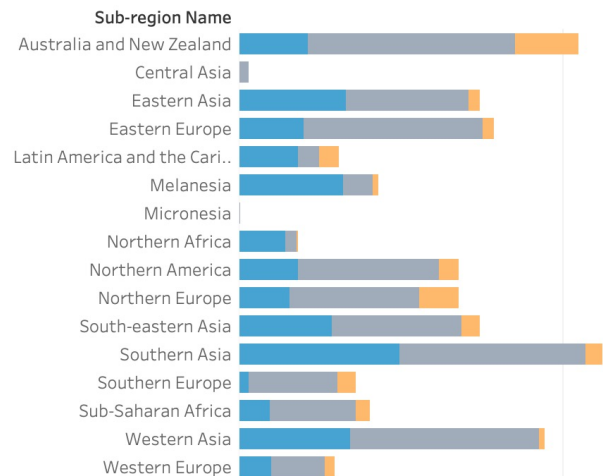 Sub-region Name
Australia and New Zealand
Central Asia
Eastern Asia
Eastern Europe
Latin America and the Cari..
Melanesia
Micronesia
Northern Africa
Northern America
Northern Europe
South-eastern Asia
Southern Asia
Southern Europe
Sub-Saharan Africa
Western Asia
Western Europe